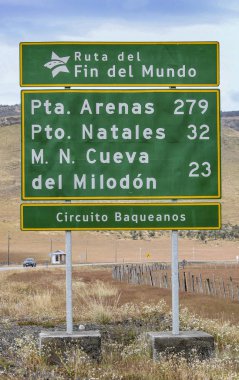 Ruta del
Fin del Mundo
Pta. Arenas 279
Pto. Natales 32
M. N. Cueva
del Milodón 23
Circuito Baqueanos